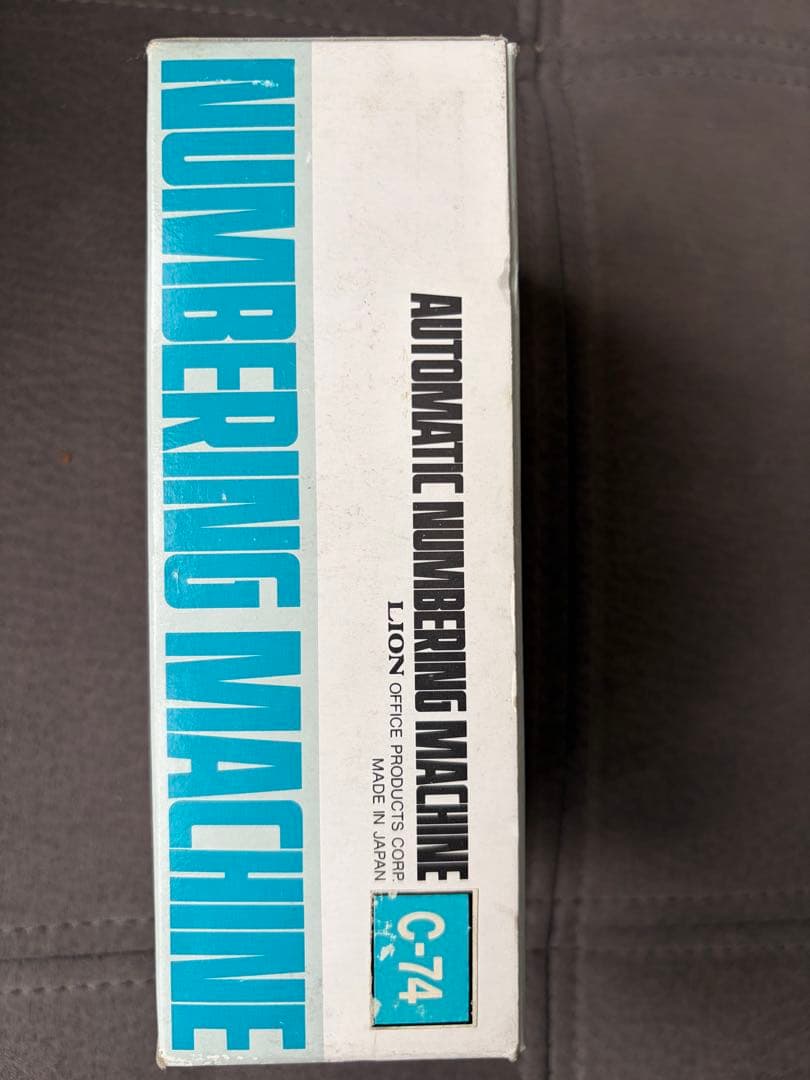 AUTOMATIC NUMBERING MACHINE
LION OFFICE PRODUCTS CORP.
MADE IN JAPAN
C-74
NUMBERING MACHINE